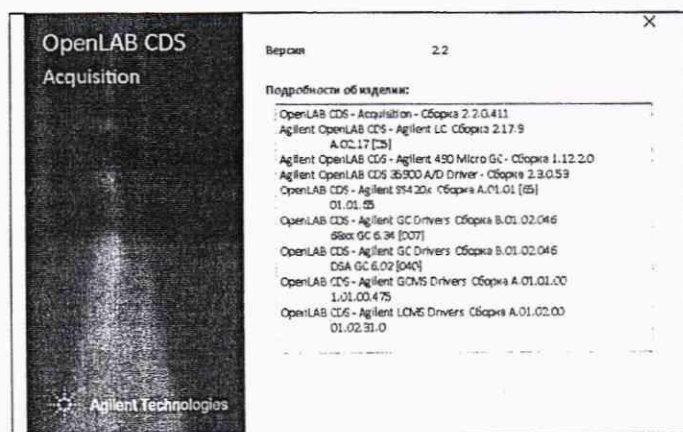 OpenLAB CDS
Acquisition
Версия 2.2
Подробности об изделии:
OpenLAB CDS - Acquisition - Сборка 2.2.0.411
Agilent OpenLAB CDS - Agilent LC Сборка 2.17.9
A.02.17 [25]
Agilent OpenLAB CDS - Agilent 490 Micro GC - Сборка 1.12.2.0
Agilent OpenLAB CDS 35900 A/D Driver - Сборка 2.3.0.53
OpenLAB CDS - Agilent SS420x Сборка A.01.01 [65]
01.01.65
OpenLAB CDS - Agilent GC Drivers Сборка B.01.02.046
68xx GC 6.34 [007]
OpenLAB CDS - Agilent GC Drivers Сборка B.01.02.046
DSA GC 6.02 [040]
OpenLAB CDS - Agilent GCMS Drivers Сборка A.01.01.00
1.01.00.475
OpenLAB CDS - Agilent LCMS Drivers Сборка A.01.02.00
01.02.31.0
Agilent Technologies